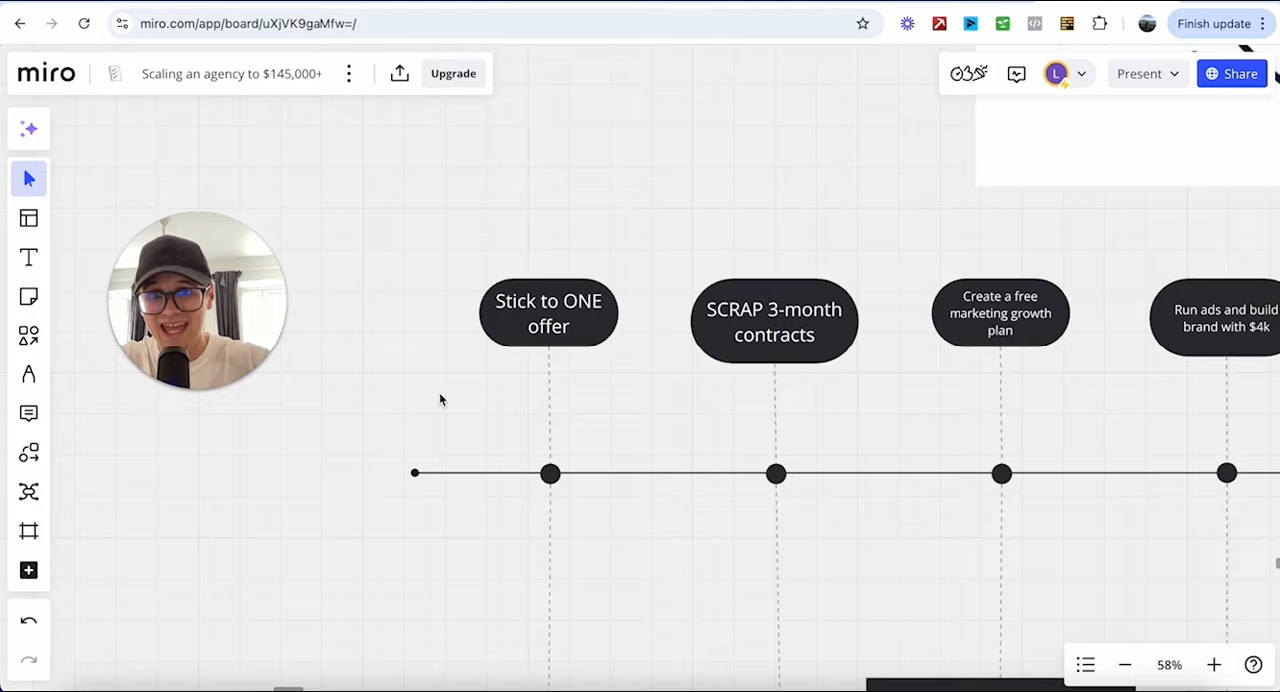 miro.com/app/board/uXjVK9gaMfw=/
Finish update
miro
Scaling an agency to $145,000+
Upgrade
L
Present
Share
Stick to ONE
offer
SCRAP 3-month
contracts
Create a free
marketing growth
plan
Run ads and build
brand with $4k
58%